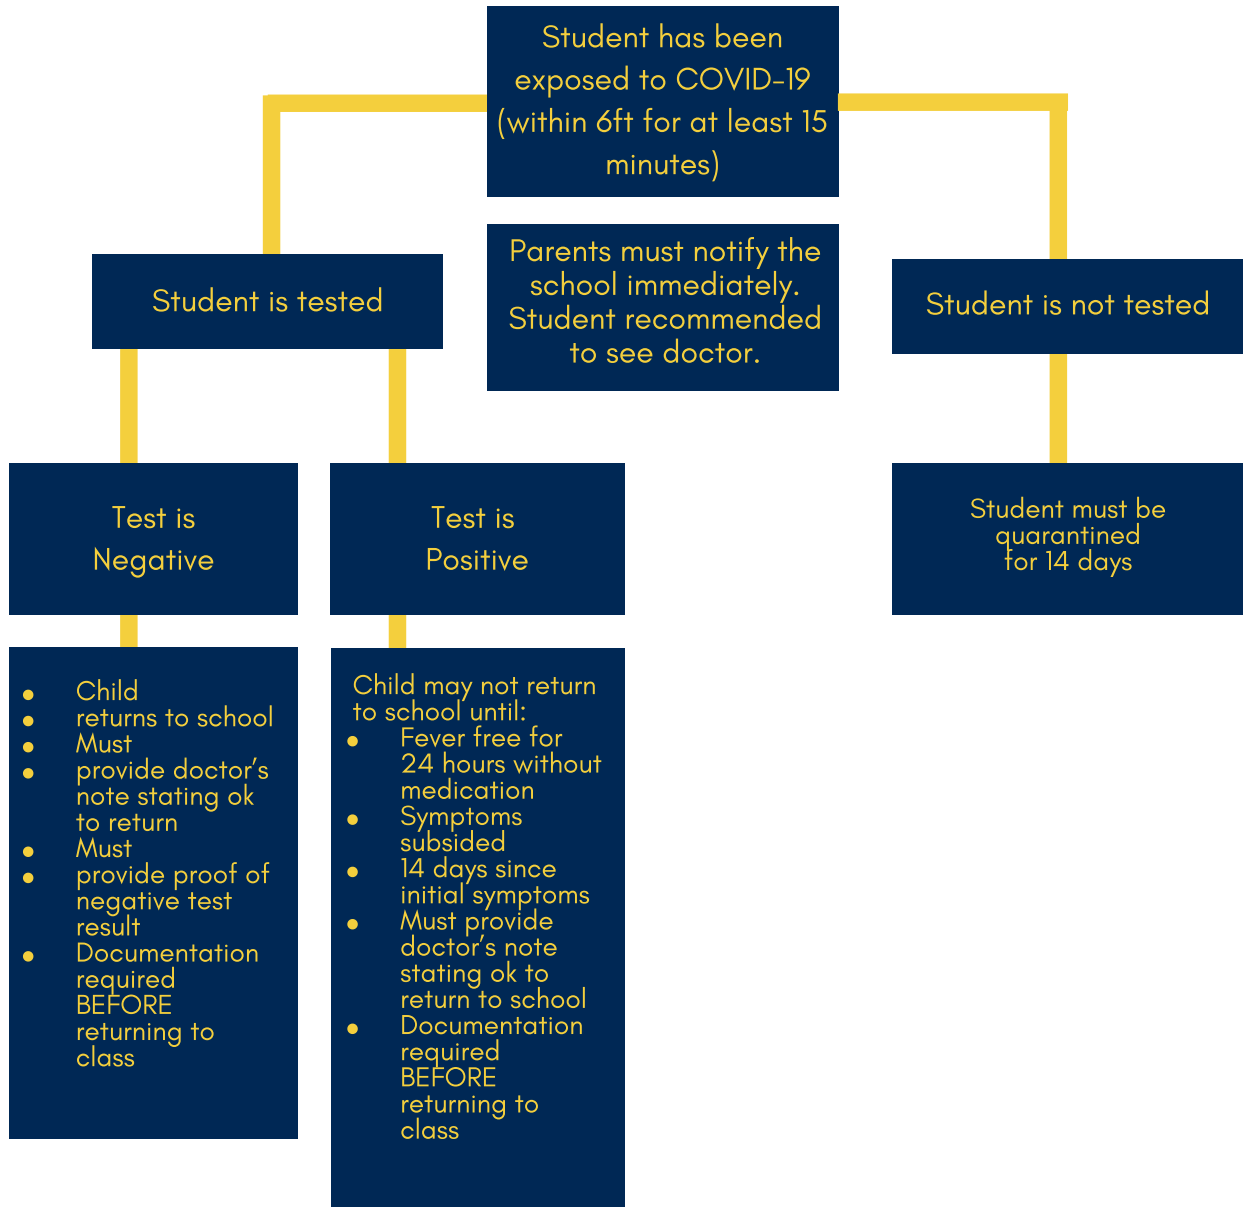 Student has been
exposed to COVID-19
(within 6ft for at least 15
minutes)
Parents must notify the
school immediately.
Student recommended
to see doctor.
Student is tested
Student is not tested
Test is
Negative
Test is
Positive
Student must be
quarantined
for 14 days
● Child
● returns to school
● Must
● provide doctor's
note stating ok
to return
● Must
● provide proof of
negative test
result
● Documentation
required
BEFORE
returning to
class
Child may not return
to school until:
● Fever free for
24 hours without
medication
● Symptoms
subsided
● 14 days since
initial symptoms
● Must provide
doctor's note
stating ok to
return to school
● Documentation
required
BEFORE
returning to
class